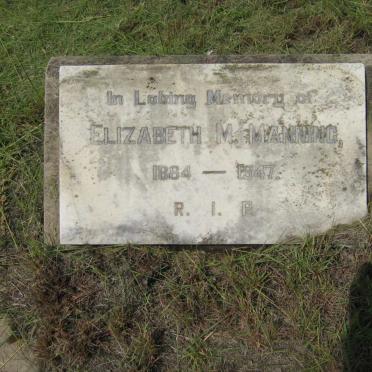 In Loving Memory of
ELIZABETH M. MANNING,
1884 — 1947.
R. I. P.